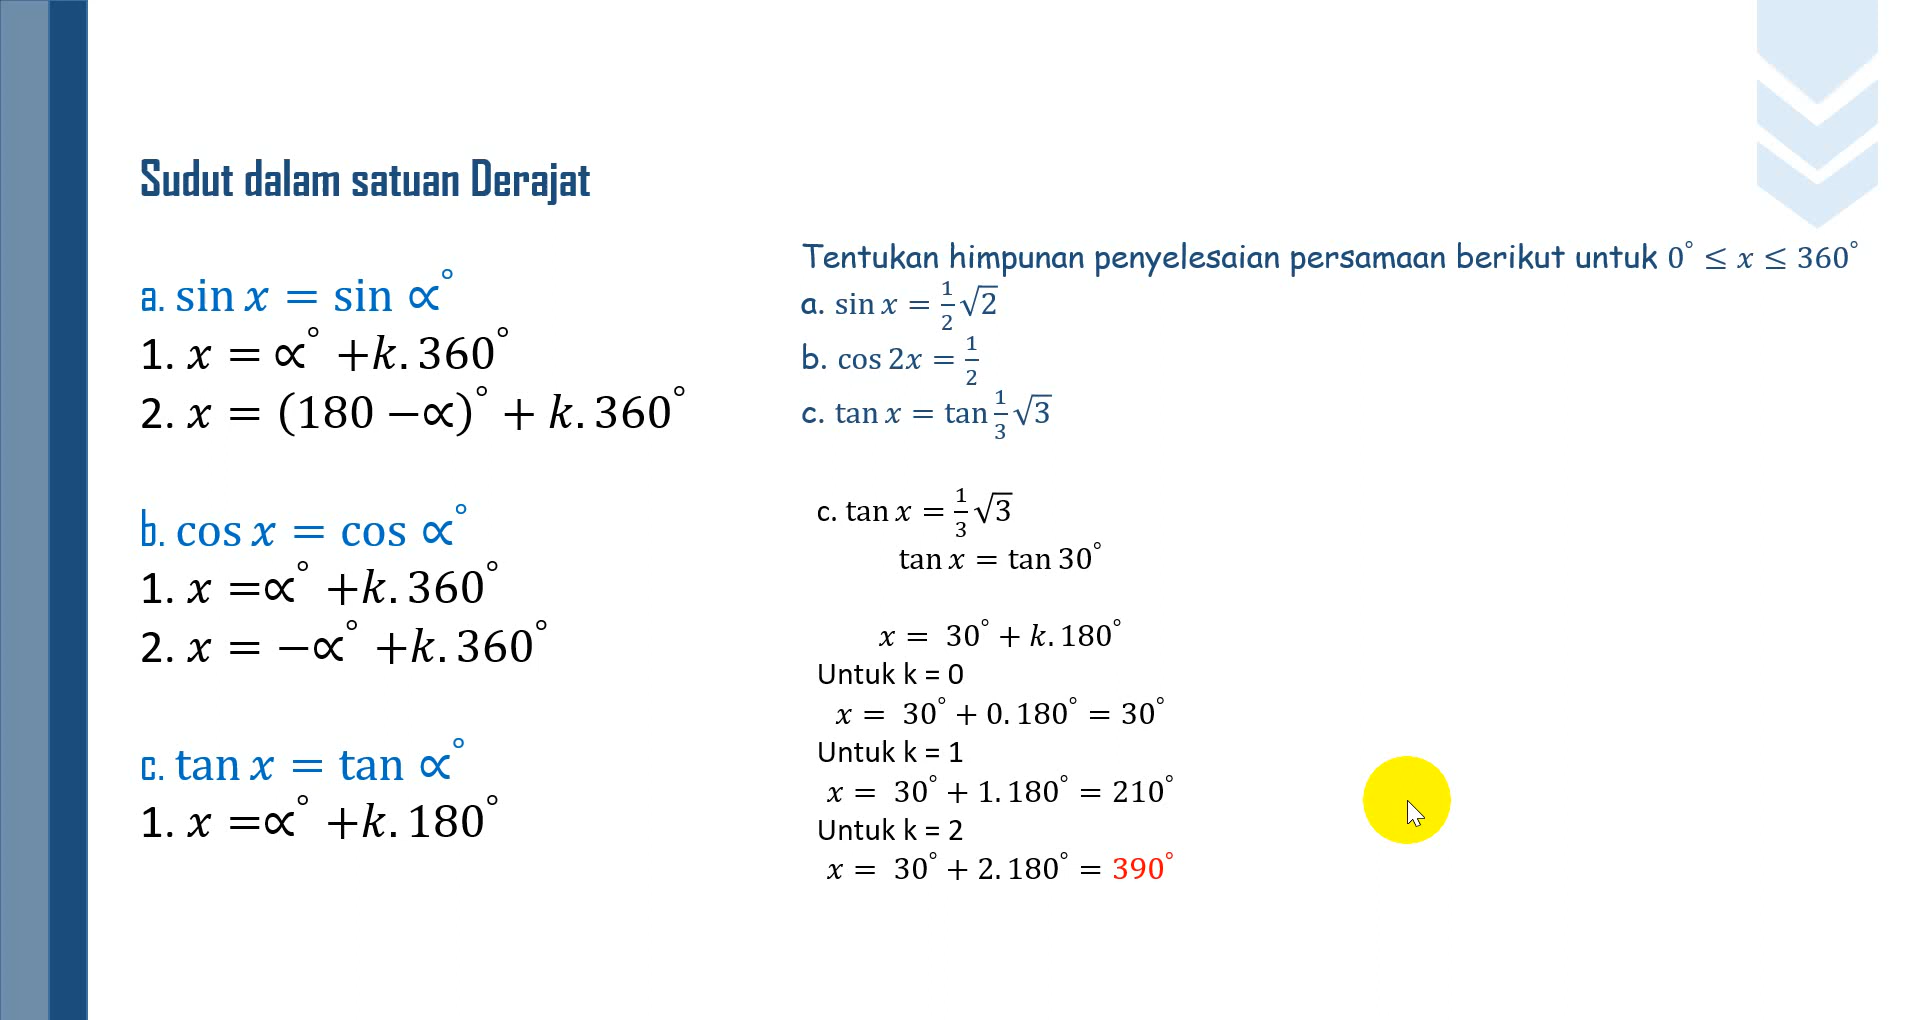 Sudut dalam satuan Derajat
a. sin x = sin ∝°
1. x = ∝° +k. 360°
2. x = (180 −∝)° + k. 360°
b. cos x = cos ∝°
1. x =∝° +k. 360°
2. x = −∝° +k. 360°
c. tan x = tan ∝°
1. x =∝° +k. 180°
Tentukan himpunan penyelesaian persamaan berikut untuk 0° ≤ x ≤ 360°
a. sin x = 1/2 √2
b. cos 2x = 1/2
c. tan x = tan 1/3 √3
c. tan x = 1/3 √3
tan x = tan 30°
x = 30° + k. 180°
Untuk k = 0
x = 30° + 0. 180° = 30°
Untuk k = 1
x = 30° + 1. 180° = 210°
Untuk k = 2
x = 30° + 2. 180° = 390°